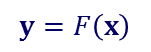 y = F(x)